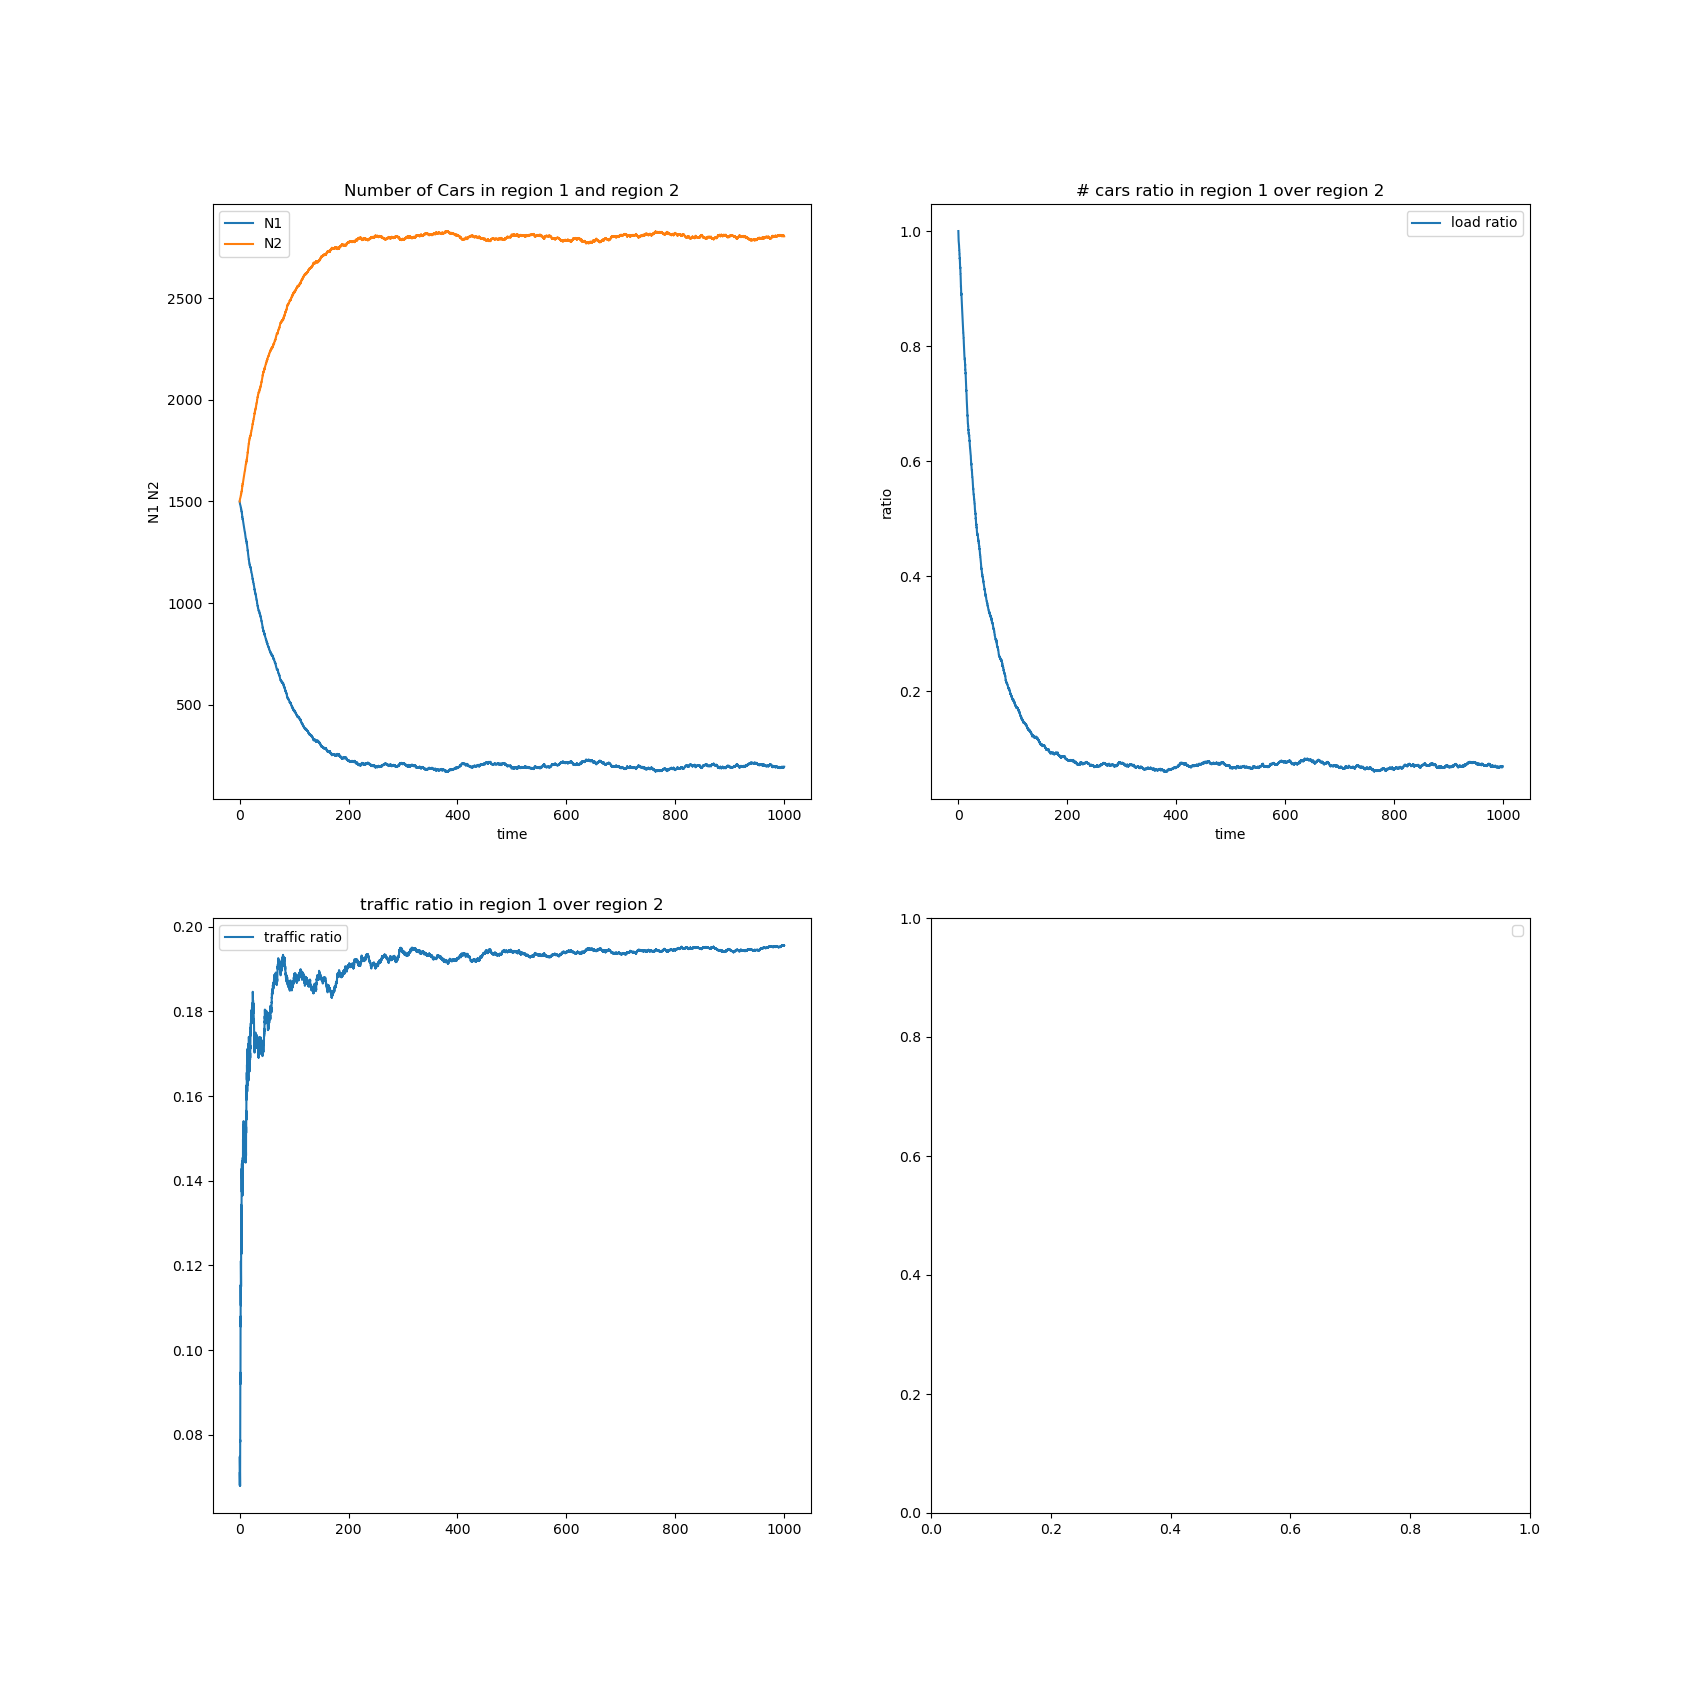 Number of Cars in region 1 and region 2
N1
N2
2500
2000
1500
1000
500
N1 N2
0 200 400 600 800 1000
time
# cars ratio in region 1 over region 2
load ratio
1.0
0.8
0.6
0.4
0.2
ratio
0 200 400 600 800 1000
time
traffic ratio in region 1 over region 2
traffic ratio
0.20
0.18
0.16
0.14
0.12
0.10
0.08
0 200 400 600 800 1000
1.0
0.8
0.6
0.4
0.2
0.0
0.0 0.2 0.4 0.6 0.8 1.0